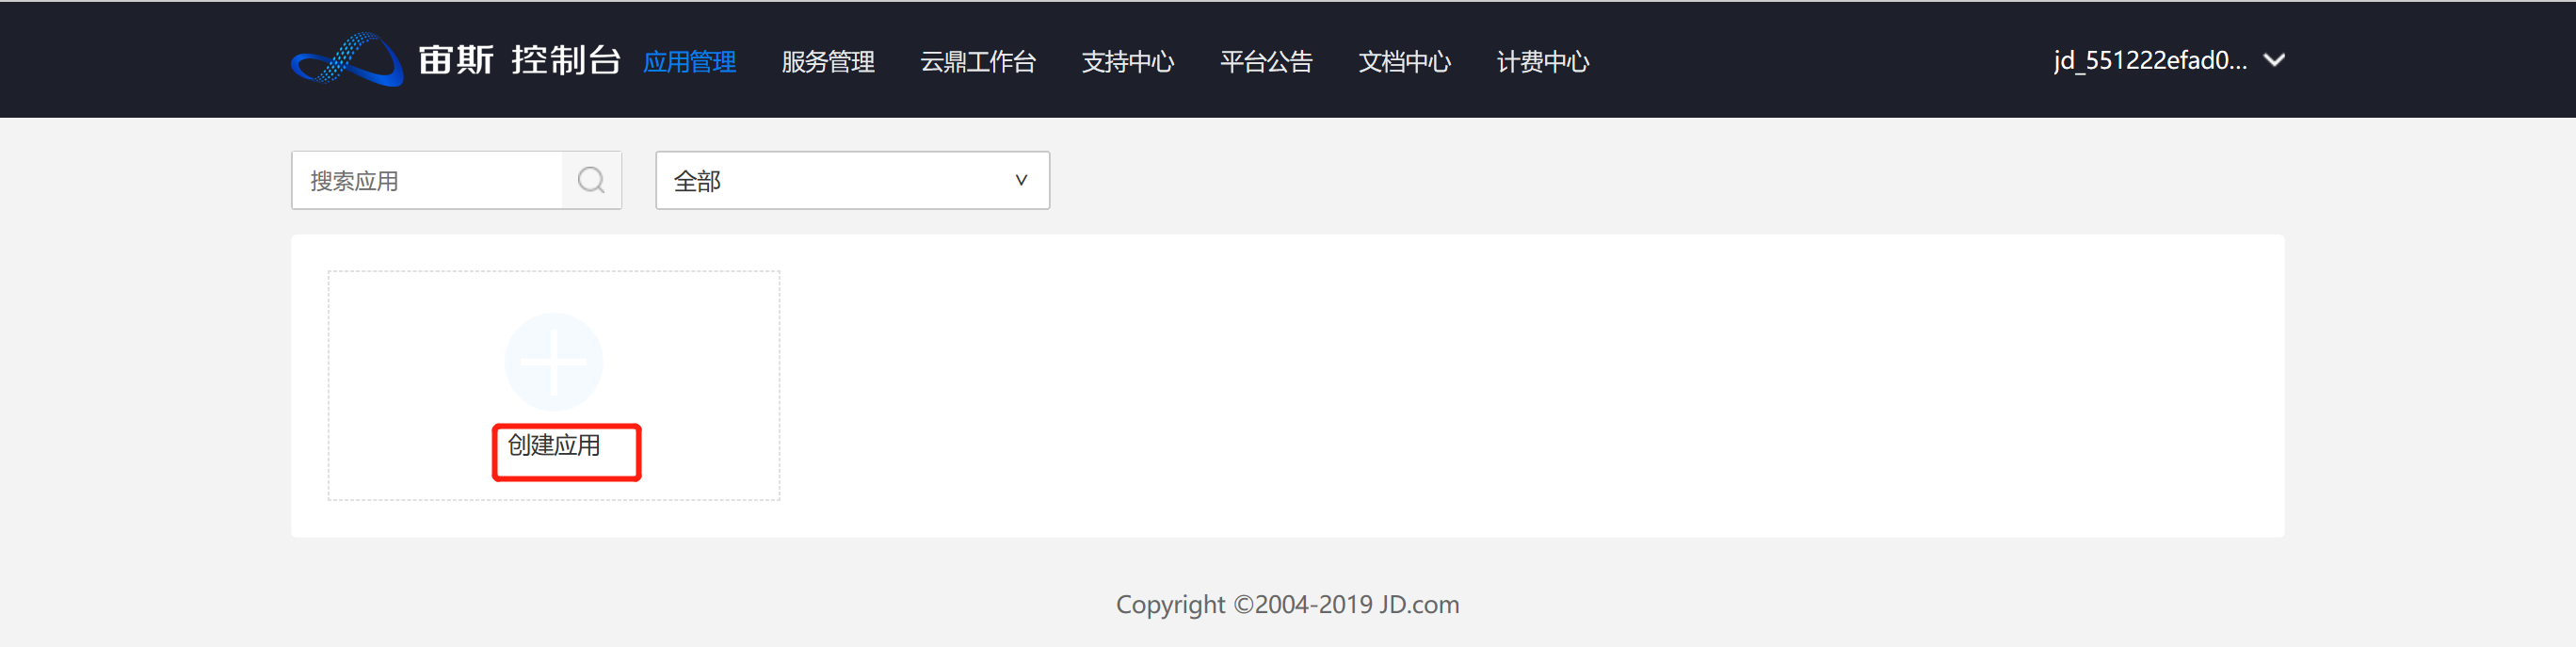 宙斯 控制台 应用管理 服务管理 云鼎工作台 支持中心 平台公告 文档中心 计费中心 jd_551222efad0...
搜索应用 全部
创建应用
Copyright ©2004-2019 JD.com